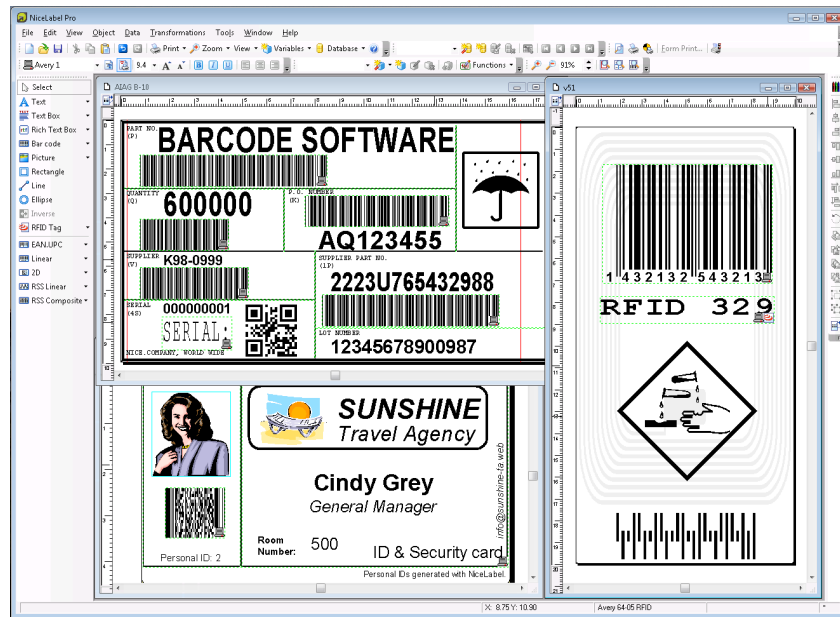 NiceLabel Pro
File Edit View Object Data Transformations Tools Window Help
Print Zoom View Variables Database
Form Print...
Avery 1 9.4 Functions 91%
Select
Text
Text Box
Rich Text Box
Bar code
Picture
Rectangle
Line
Ellipse
Inverse
RFID Tag
EAN.UPC
Linear
2D
RSS Linear
RSS Composite
AIAG B-10
PART NO.
(P)
BARCODE SOFTWARE
QUANTITY
(Q)
600000
P.O. NUMBER
(K)
AQ123455
SUPPLIER
(V)
K98-0999
SUPPLIER PART NO.
(1P)
2223U765432988
SERIAL
(4S)
000000001
SERIAL:
LOT NUMBER
12345678900987
NICE.COMPANY, WORLD WIDE
SUNSHINE
Travel Agency
Cindy Grey
General Manager
Room
Number:
500
ID & Security card
info@sunshine-ta.web
Personal ID: 2
Personal IDs generated with NiceLabel.
v51
1 432132 543213
RFID 329
X: 8.75 Y: 10.90
Avery 64-05 RFID